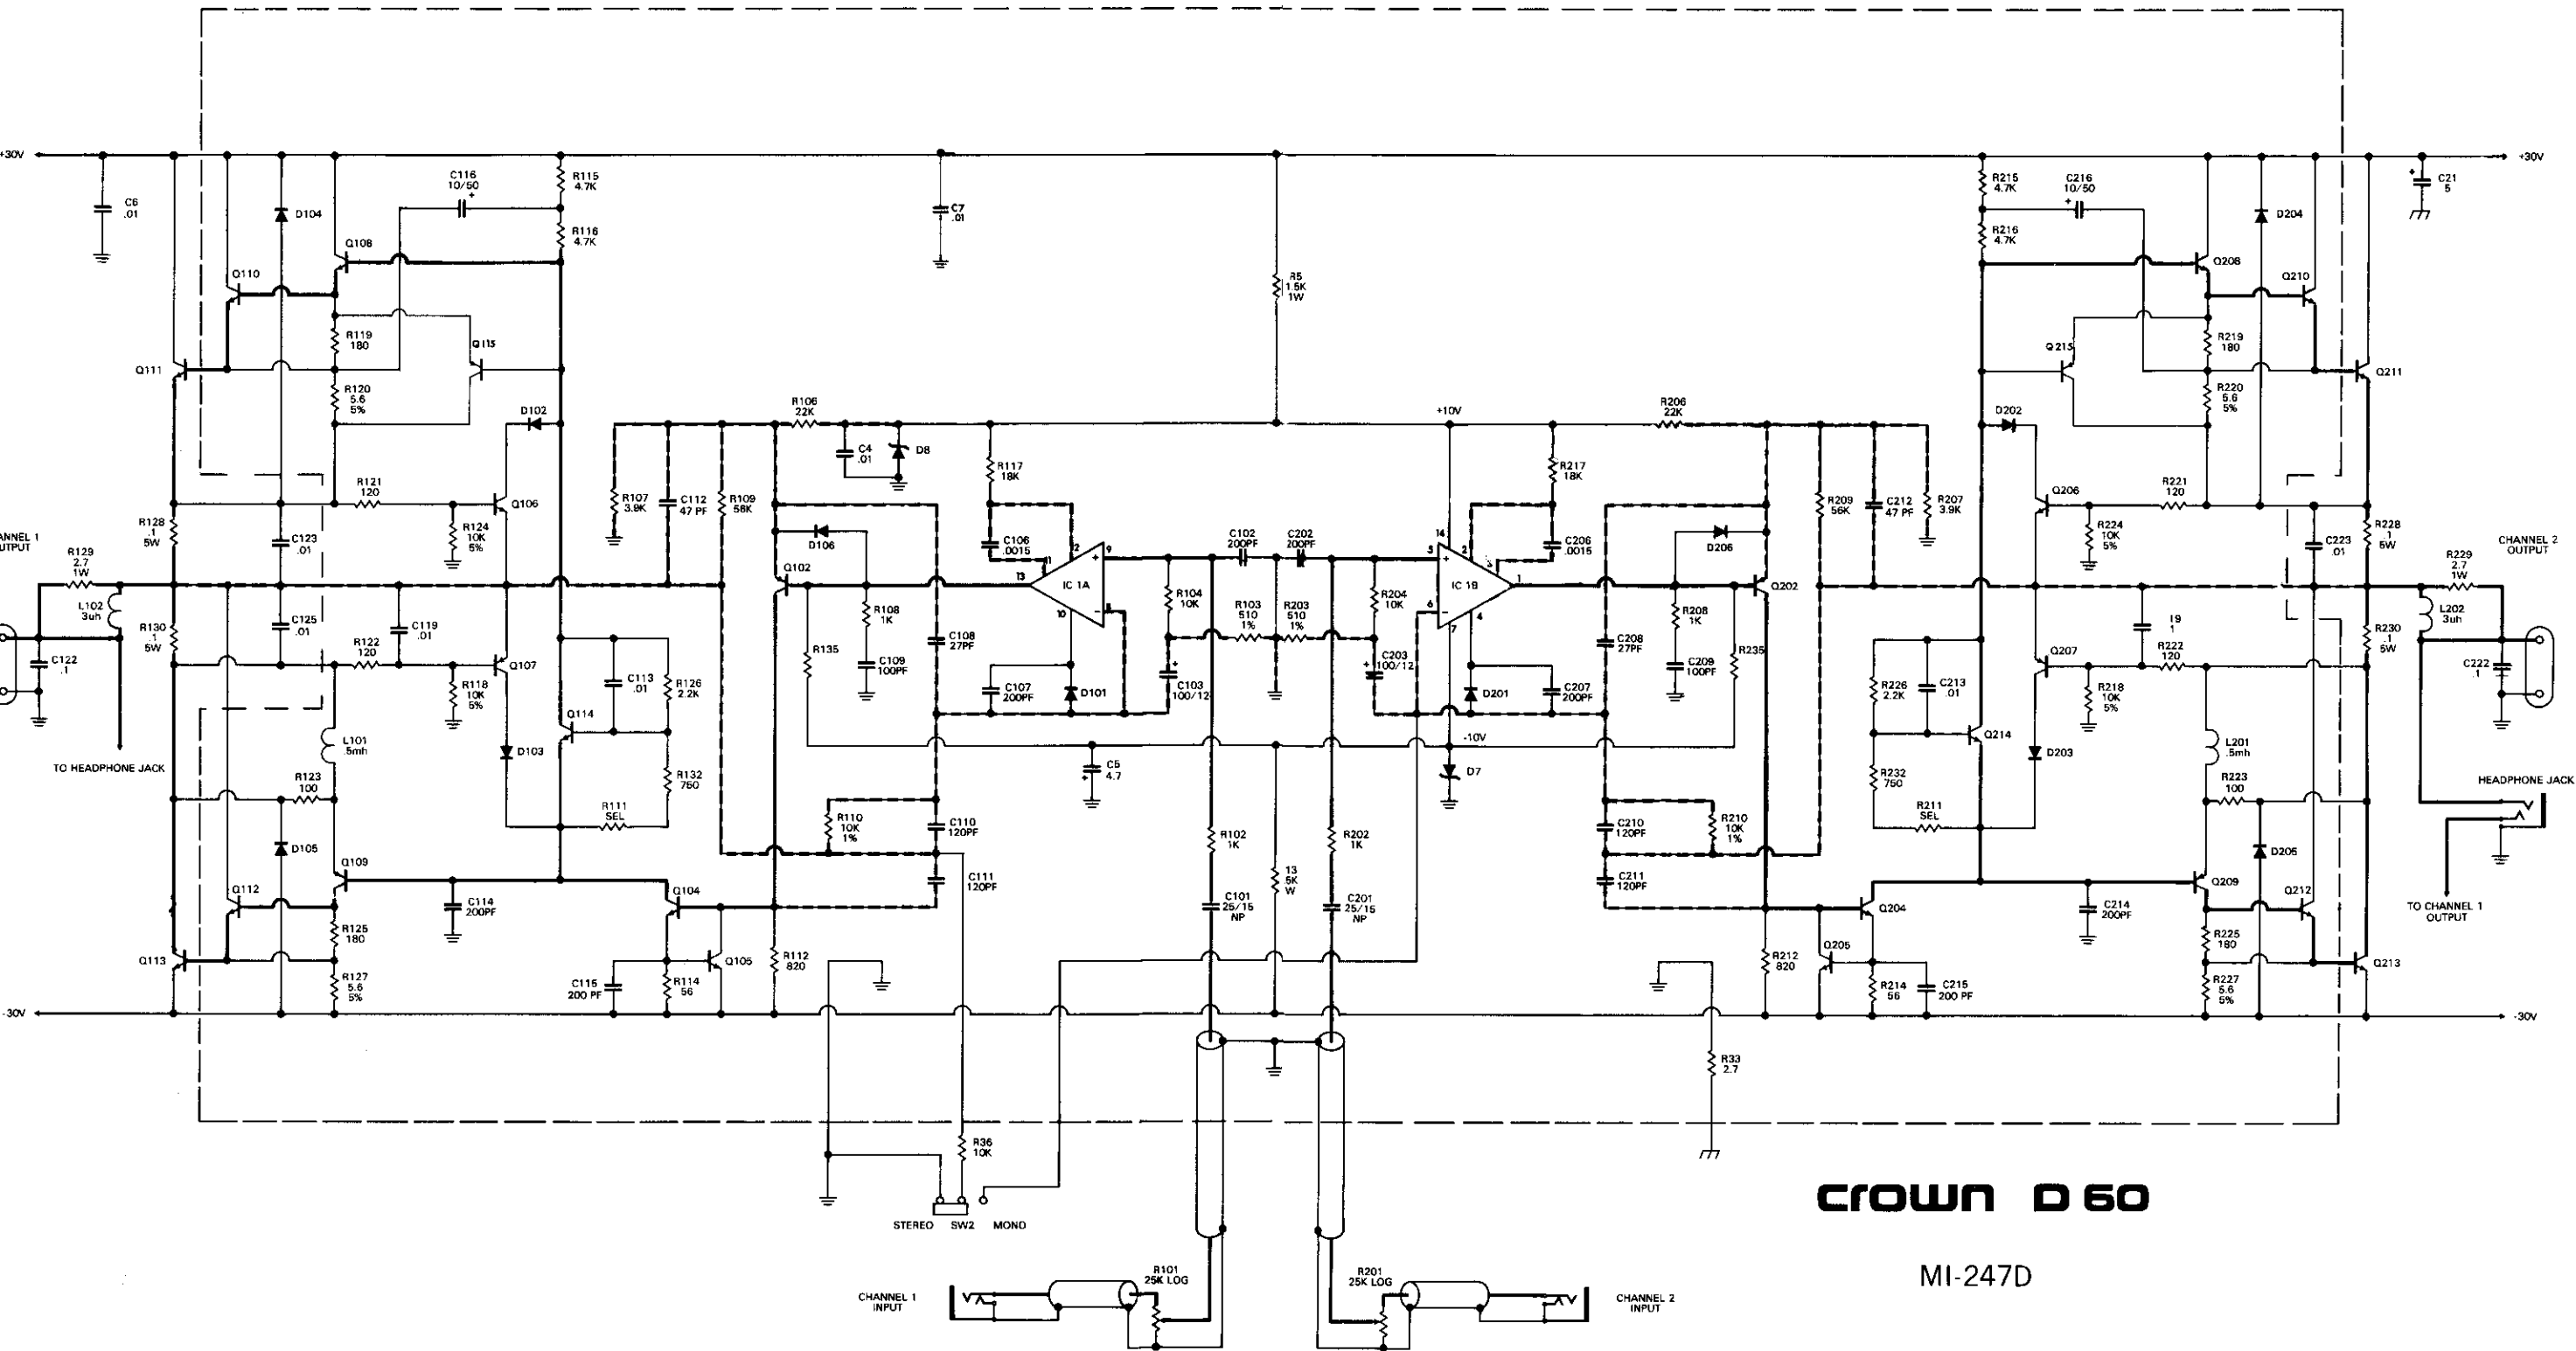 +30V
C6
.01
D104
C116
10/50
+
R115
4.7K
R116
4.7K
C7
.01
R5
1.5K
1W
R215
4.7K
R216
4.7K
C216
10/50
+
D204
+
C21
5
+30V
Q108
Q110
R119
180
Q115
Q111
R120
5.6
5%
D102
Q208
Q210
R219
180
Q215
R220
5.6
5%
Q211
D202
R106
22K
C4
.01
D8
R117
18K
+10V
R217
18K
R206
22K
R121
120
Q106
R124
10K
5%
R107
3.9K
C112
47 PF
R109
56K
D106
Q102
C106
.0015
C102
200PF
C202
200PF
C206
.0015
D206
Q202
R209
56K
C212
47 PF
R207
3.9K
Q206
R221
120
R224
10K
5%
C223
.01
R228
.1
5W
R128
.1
5W
C123
.01
R129
2.7
1W
L102
3uh
R130
.1
5W
C125
.01
C119
.01
R122
120
C122
.1
R118
10K
5%
Q107
C113
.01
R126
2.2K
Q114
D103
R132
750
R111
SEL
L101
.5mh
R123
100
TO HEADPHONE JACK
D105
13
11
2
9
+
IC 1A
-
10
R108
1K
C109
100PF
C108
27PF
R135
C107
200PF
D101
R104
10K
R103
510
1%
R203
510
1%
R204
10K
+
C103
100/12
+
C203
100/12
14
5
+
2
IC 1B
1
6
-
7
4
D201
C207
200PF
C208
27PF
R208
1K
C209
100PF
R235
-10V
C5
4.7
+
D7
R226
2.2K
C213
.01
Q214
R232
750
R211
SEL
D203
Q207
19
1
R222
120
R218
10K
5%
L201
.5mh
R223
100
R230
.1
5W
R229
2.7
1W
L202
3uh
C222
.1
CHANNEL 2
OUTPUT
HEADPHONE JACK
TO CHANNEL 1
OUTPUT
R110
10K
1%
C110
120PF
C111
120PF
R102
1K
R202
1K
C101
25/15
NP
13
5K
W
C201
25/15
NP
C210
120PF
R210
10K
1%
C211
120PF
Q109
Q112
R125
180
Q113
R127
5.6
5%
C114
200PF
Q104
Q105
C115
200 PF
R114
56
R112
820
R212
820
Q204
Q205
R214
56
C215
200 PF
C214
200PF
Q209
D205
Q212
R225
180
R227
5.6
5%
Q213
-30V
-30V
R33
2.7
R36
10K
STEREO
SW2
MONO
crown D 60
MI-247D
CHANNEL 1
INPUT
R101
25K LOG
R201
25K LOG
CHANNEL 2
INPUT